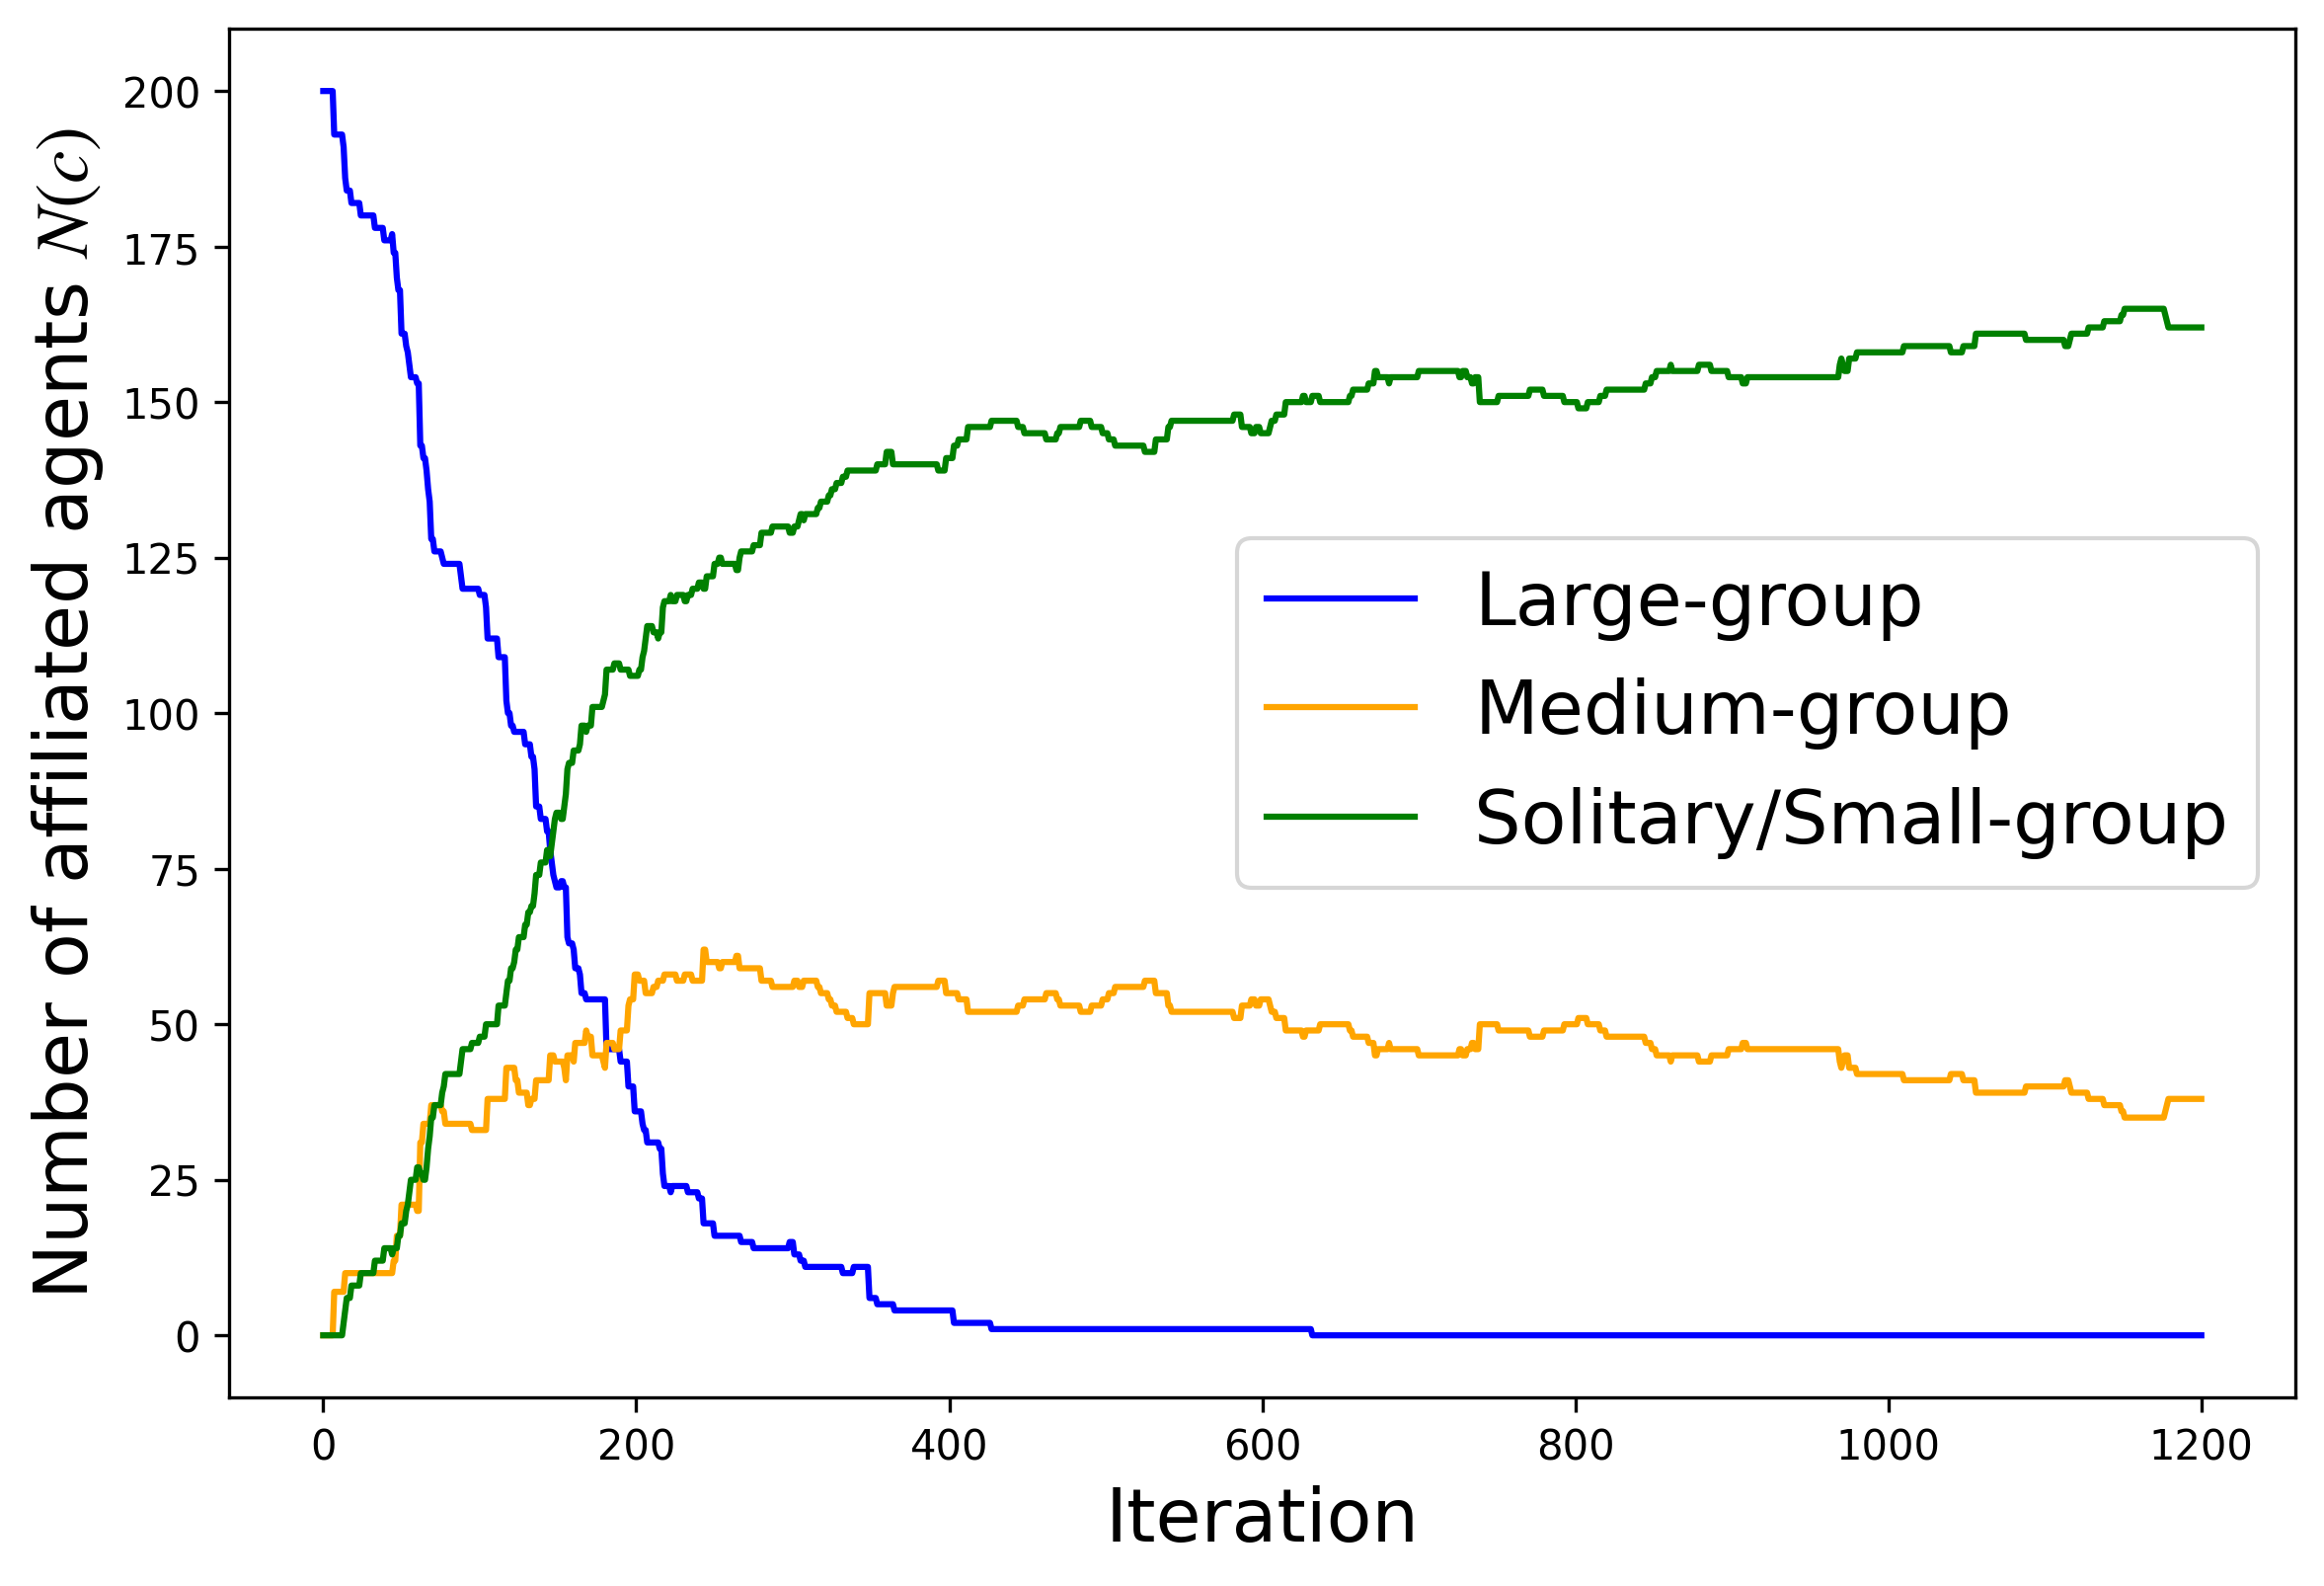 Number of affiliated agents N(c)
200
175
150
125
100
75
50
25
0
Large-group
Medium-group
Solitary/Small-group
0 200 400 600 800 1000 1200
Iteration